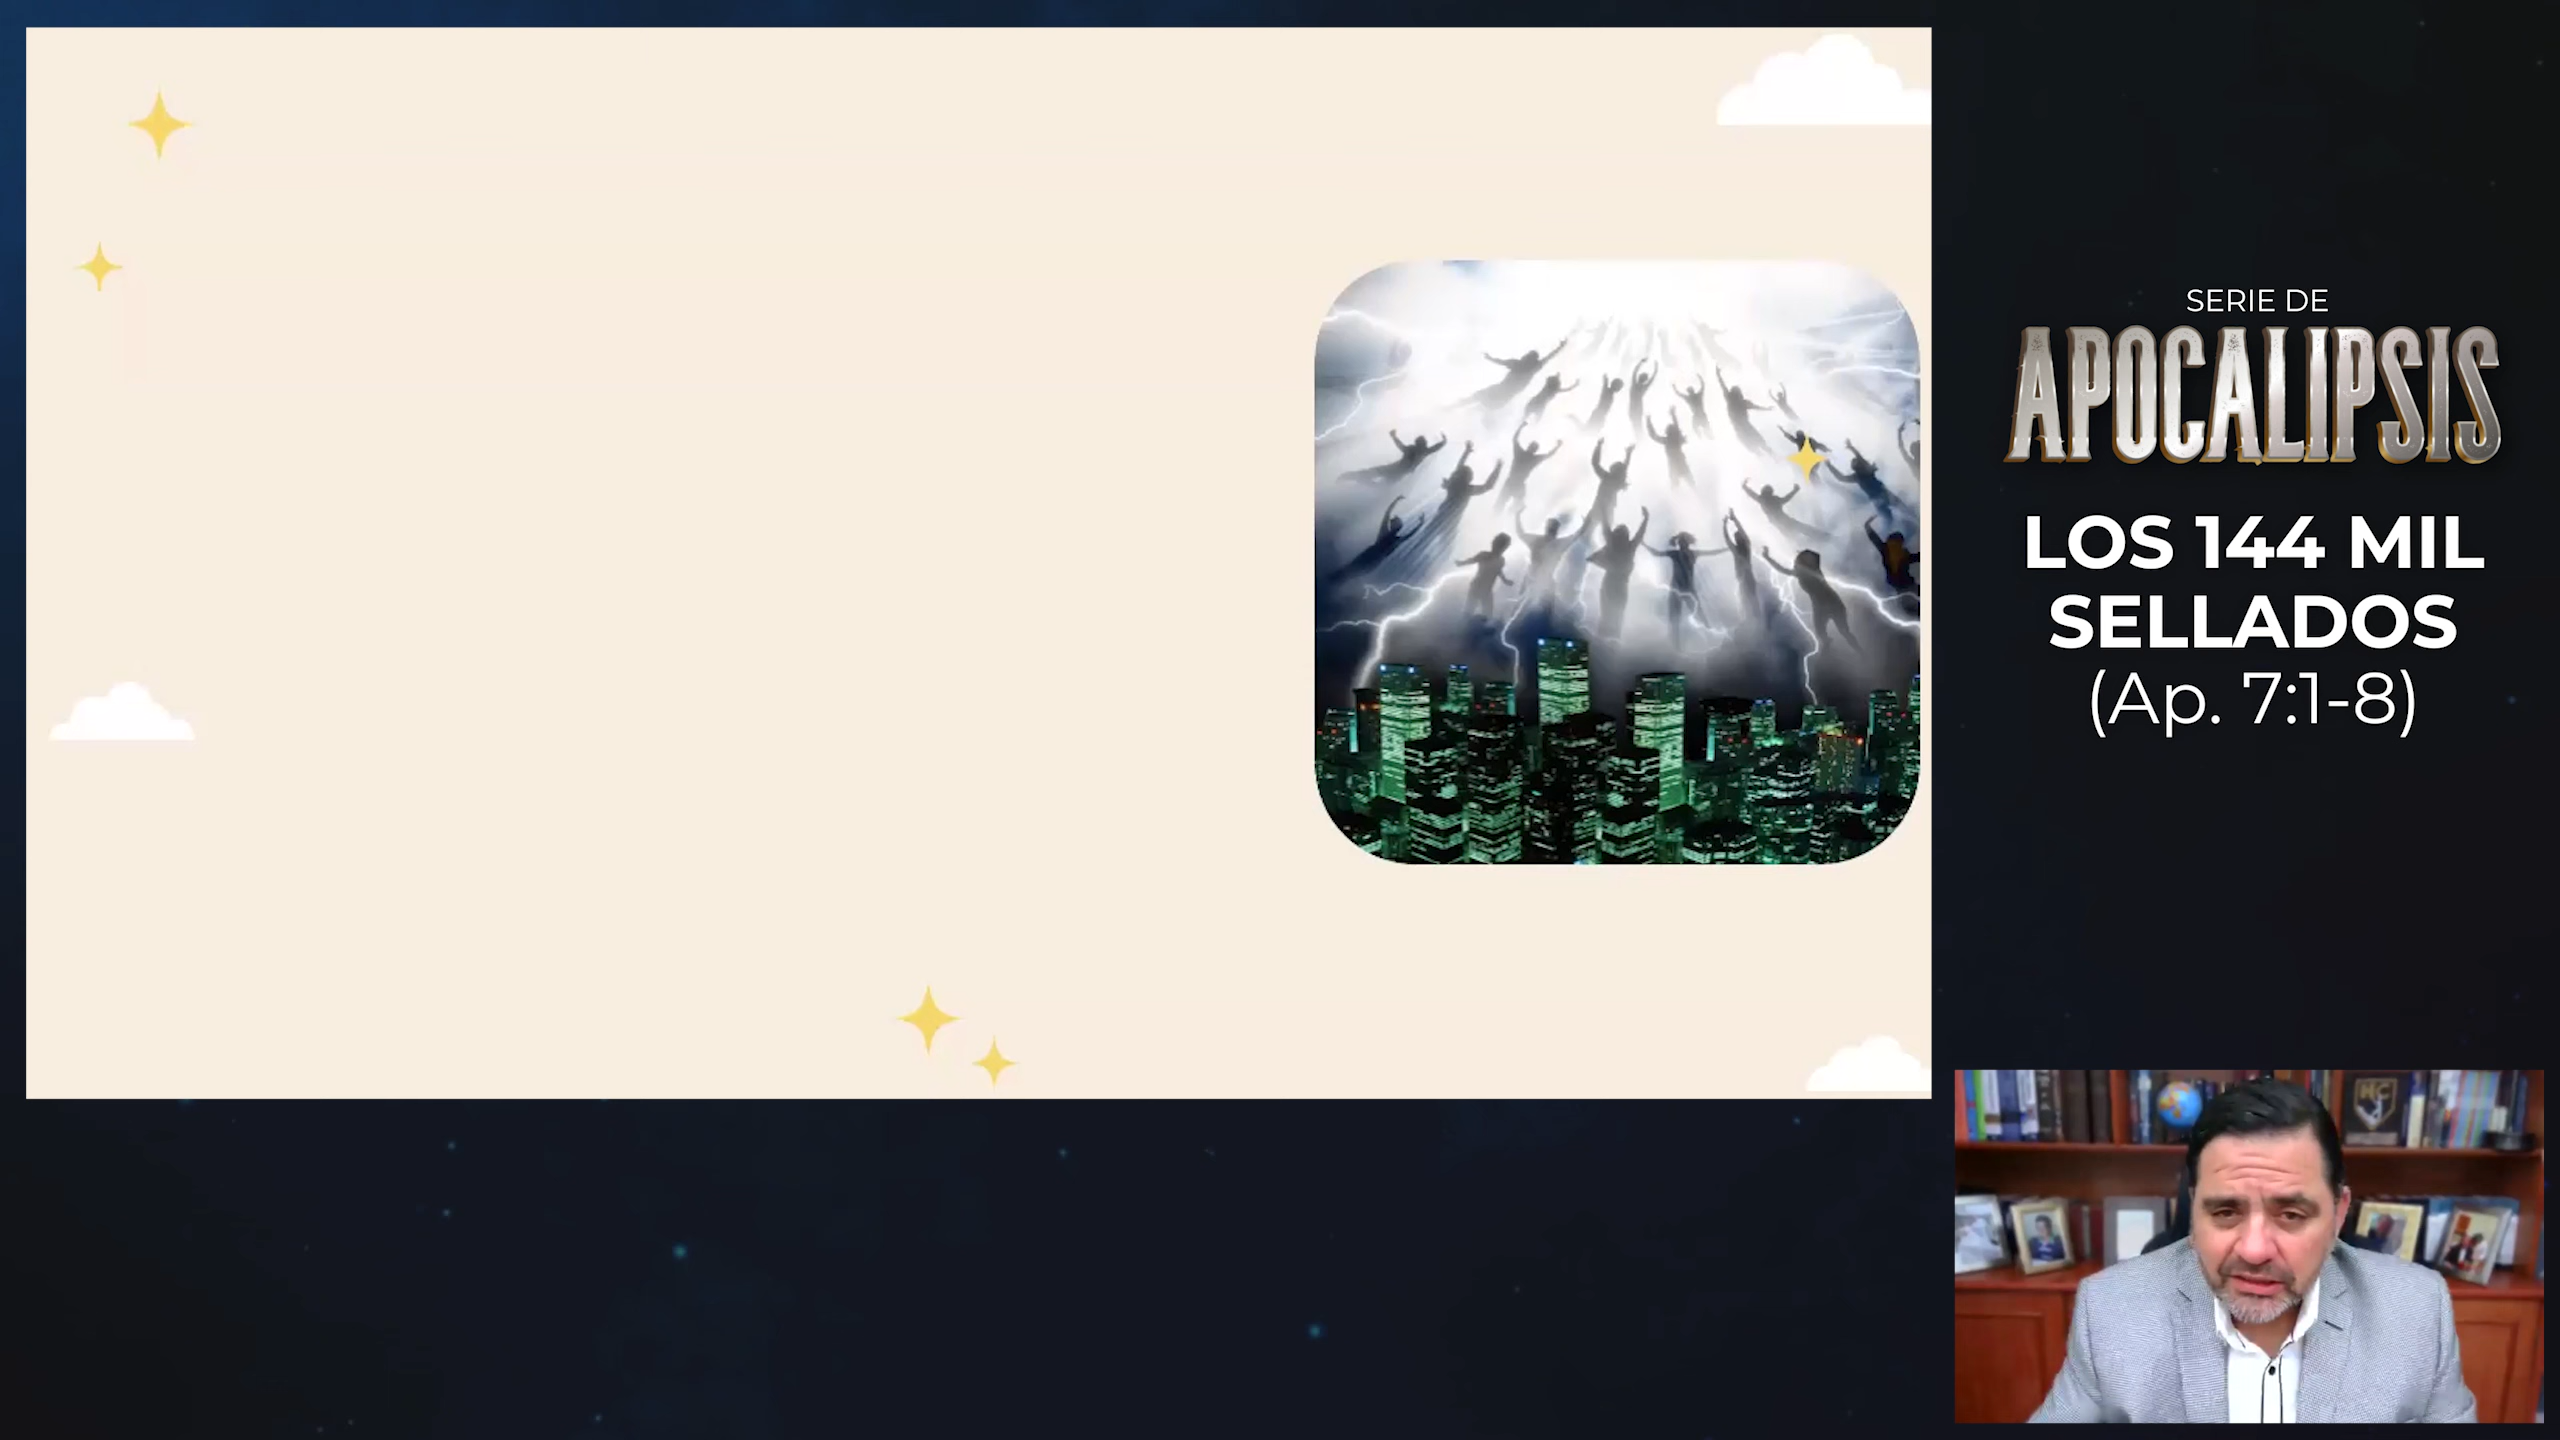 SERIE DE
APOCALIPSIS
LOS 144 MIL
SELLADOS
(Ap. 7:1-8)